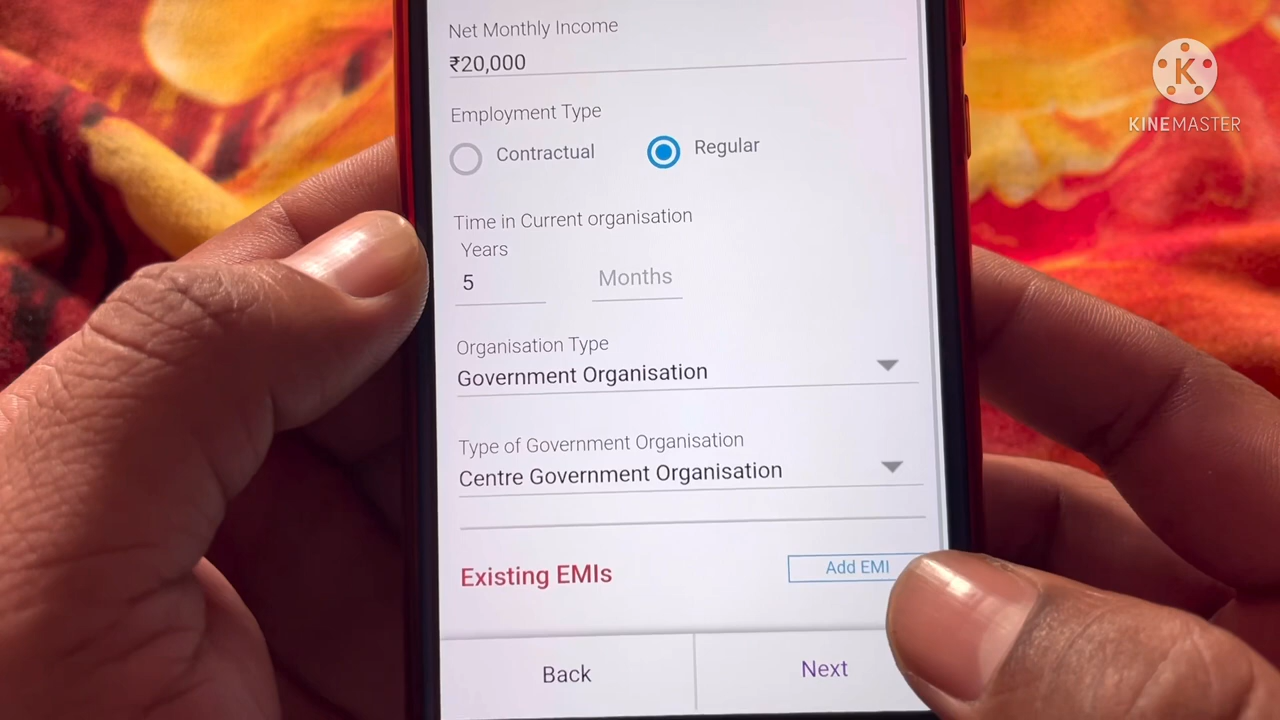 Net Monthly Income
₹20,000
Employment Type
Contractual Regular
Time in Current organisation
Years
5 Months
Organisation Type
Government Organisation
Type of Government Organisation
Centre Government Organisation
Existing EMIs Add EMI
Back Next
K
KINEMASTER